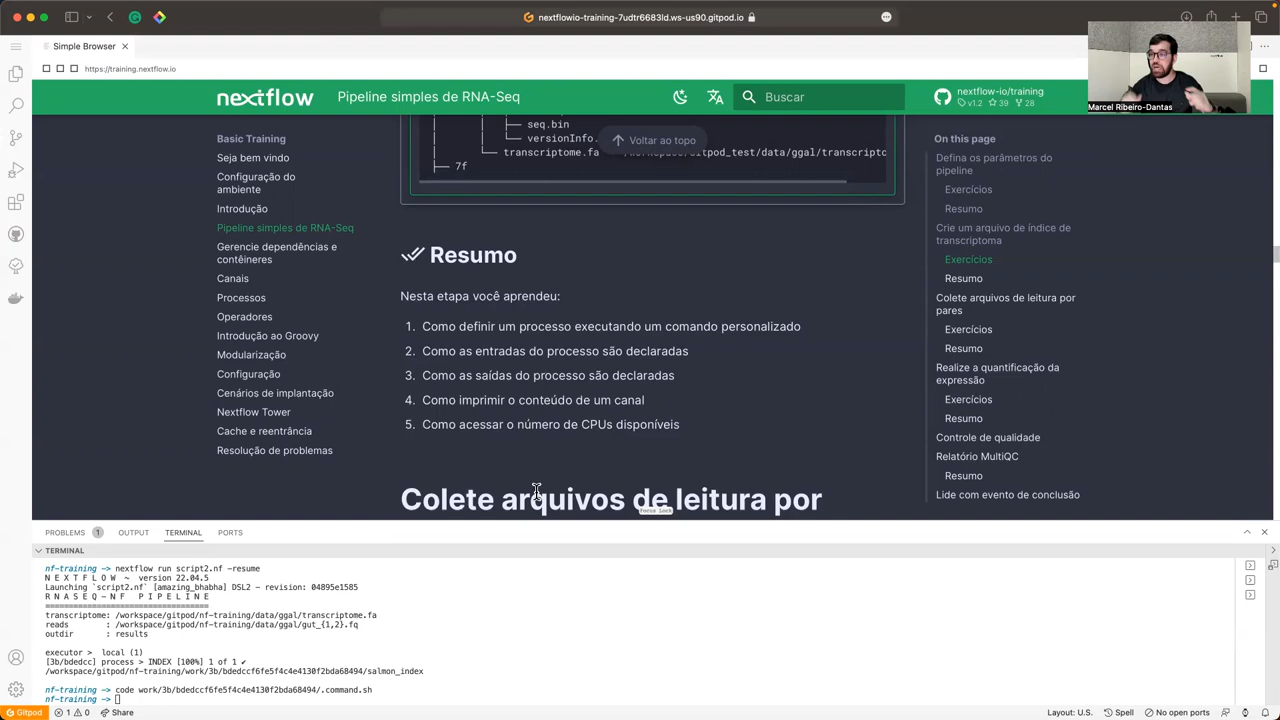 nextflowio-training-7udtr6683ld.ws-us90.gitpod.io
Simple Browser
https://training.nextflow.io
Marcel Ribeiro-Dantas
nextflow
Pipeline simples de RNA-Seq
Buscar
nextflow-io/training
v1.2 39 28
Basic Training
Seja bem vindo
Configuração do
ambiente
Introdução
Pipeline simples de RNA-Seq
Gerencie dependências e
contêineres
Canais
Processos
Operadores
Introdução ao Groovy
Modularização
Configuração
Cenários de implantação
Nextflow Tower
Cache e reentrância
Resolução de problemas
seq.bin
versionInfo.
Voltar ao topo
transcriptome.fa
/workspace/gitpod_test/data/ggal/transcripto
7f
Resumo
Nesta etapa você aprendeu:
1. Como definir um processo executando um comando personalizado
2. Como as entradas do processo são declaradas
3. Como as saídas do processo são declaradas
4. Como imprimir o conteúdo de um canal
5. Como acessar o número de CPUs disponíveis
Colete arquivos de leitura por
Focus Lock
On this page
Defina os parâmetros do
pipeline
Exercícios
Resumo
Crie um arquivo de índice de
transcriptoma
Exercícios
Resumo
Colete arquivos de leitura por
pares
Exercícios
Resumo
Realize a quantificação da
expressão
Exercícios
Resumo
Controle de qualidade
Relatório MultiQC
Resumo
Lide com evento de conclusão
PROBLEMS 1 OUTPUT TERMINAL PORTS
TERMINAL
nf-training -> nextflow run script2.nf -resume
N E X T F L O W ~ version 22.04.5
Launching `script2.nf` [amazing_bhabha] DSL2 - revision: 04895e1585
R N A S E Q - N F P I P E L I N E
===================================
transcriptome: /workspace/gitpod/nf-training/data/ggal/transcriptome.fa
reads : /workspace/gitpod/nf-training/data/ggal/gut_{1,2}.fq
outdir : results
executor > local (1)
[3b/bdedcc] process > INDEX [100%] 1 of 1 ✔
/workspace/gitpod/nf-training/work/3b/bdedccf6fe5f4c4e4130f2bda68494/salmon_index
nf-training -> code work/3b/bdedccf6fe5f4c4e4130f2bda68494/.command.sh
nf-training ->
Gitpod 1 0 Share
Layout: U.S. Spell No open ports